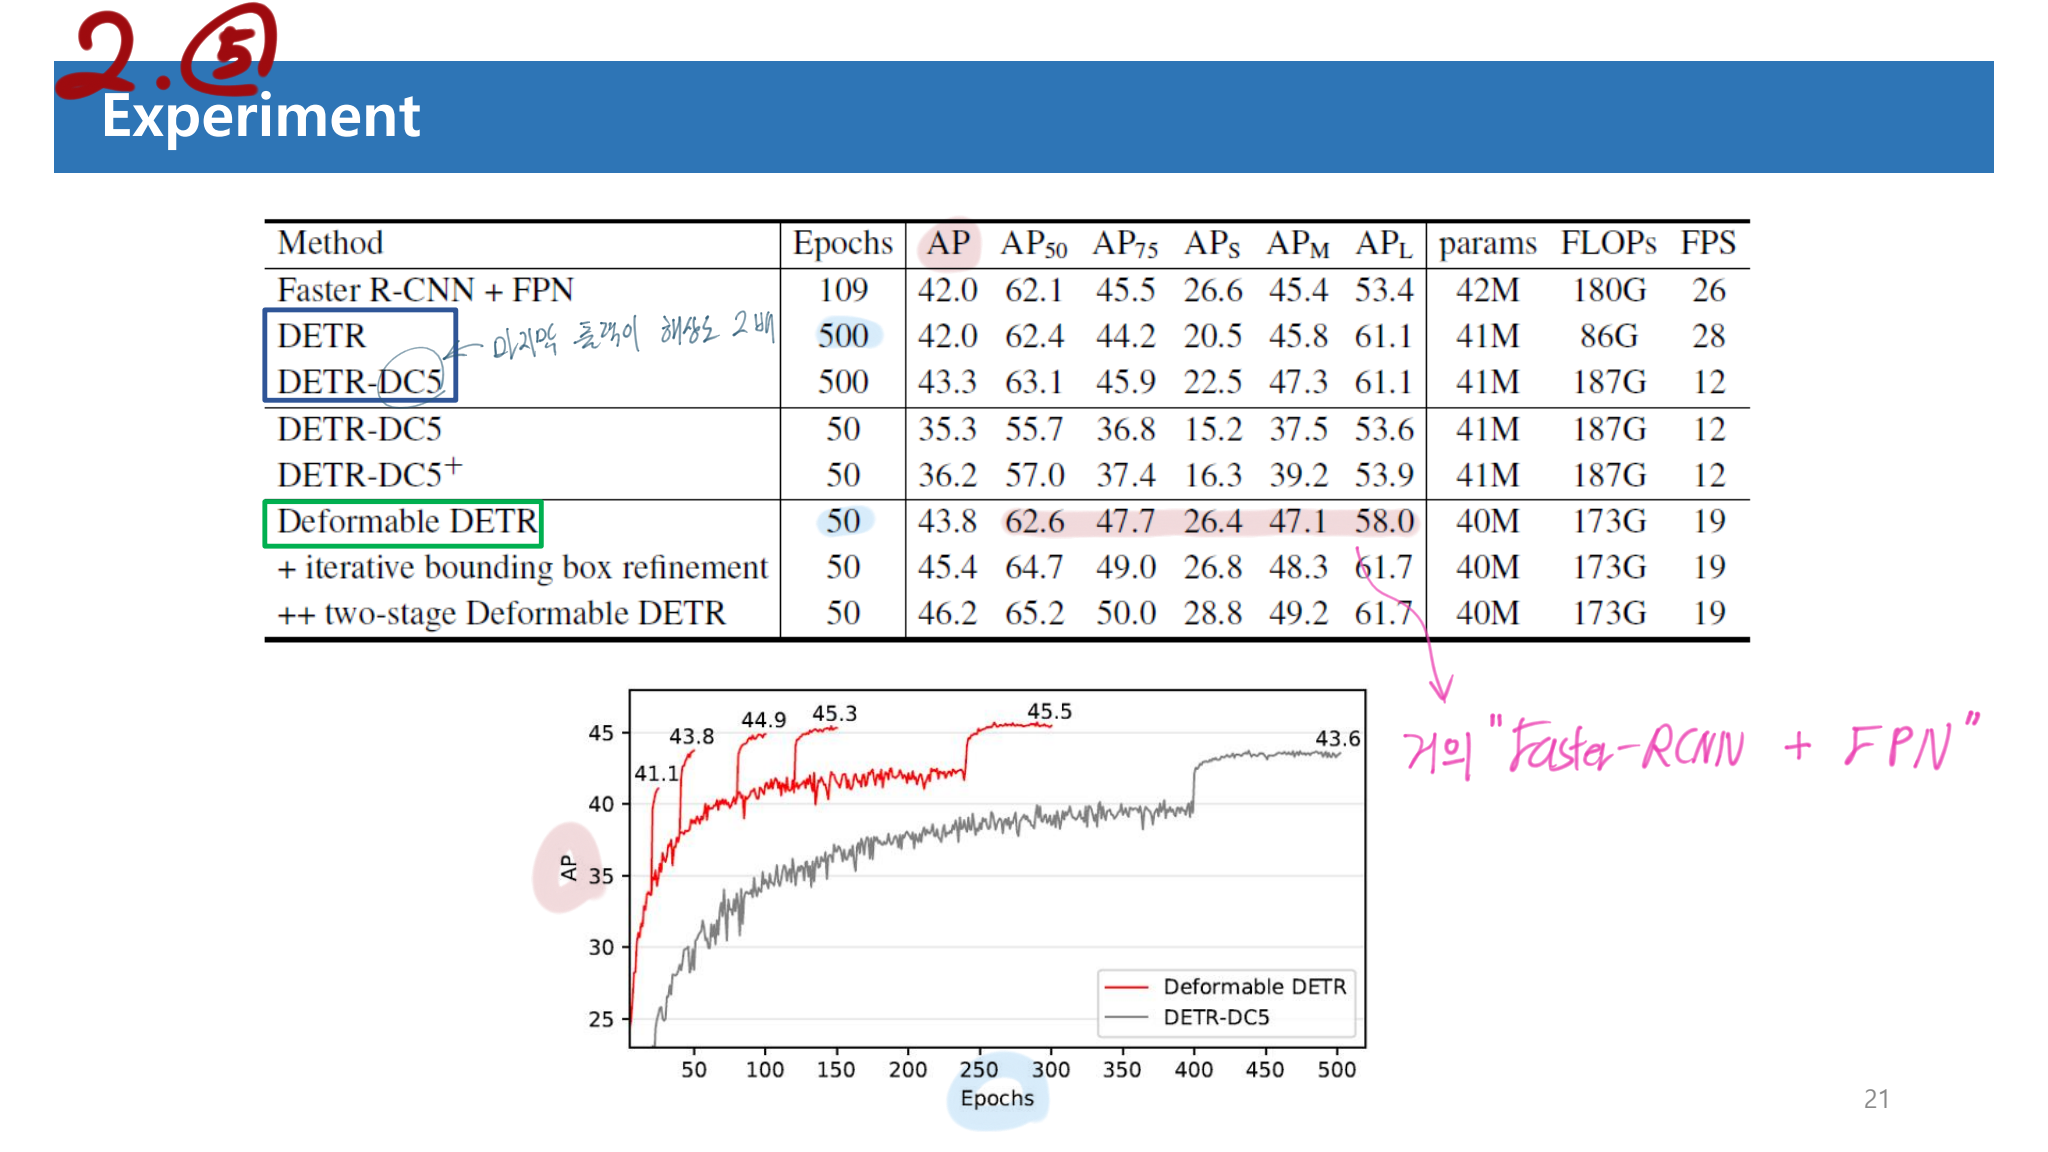 2. ⑤
Experiment
Method Epochs AP AP50 AP75 APS APM APL params FLOPs FPS
Faster R-CNN + FPN 109 42.0 62.1 45.5 26.6 45.4 53.4 42M 180G 26
DETR 500 42.0 62.4 44.2 20.5 45.8 61.1 41M 86G 28
마지막 출력이 해상도 2배
DETR-DC5 500 43.3 63.1 45.9 22.5 47.3 61.1 41M 187G 12
DETR-DC5 50 35.3 55.7 36.8 15.2 37.5 53.6 41M 187G 12
DETR-DC5+ 50 36.2 57.0 37.4 16.3 39.2 53.9 41M 187G 12
Deformable DETR 50 43.8 62.6 47.7 26.4 47.1 58.0 40M 173G 19
+ iterative bounding box refinement 50 45.4 64.7 49.0 26.8 48.3 61.7 40M 173G 19
++ two-stage Deformable DETR 50 46.2 65.2 50.0 28.8 49.2 61.7 40M 173G 19
거의 "Faster-RCNN + FPN"
41.1 43.8 44.9 45.3 45.5 43.6
45
40
35
30
25
AP
Deformable DETR
DETR-DC5
50 100 150 200 250 300 350 400 450 500
Epochs
21